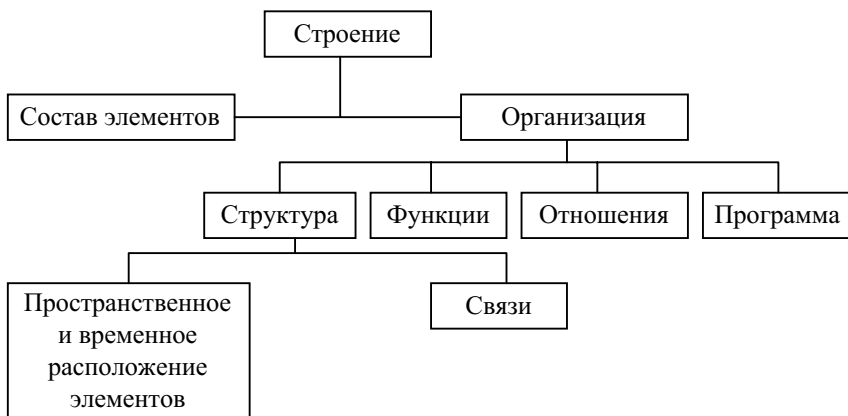 Строение
Состав элементов
Организация
Структура
Функции
Отношения
Программа
Пространственное
и временное
расположение
элементов
Связи